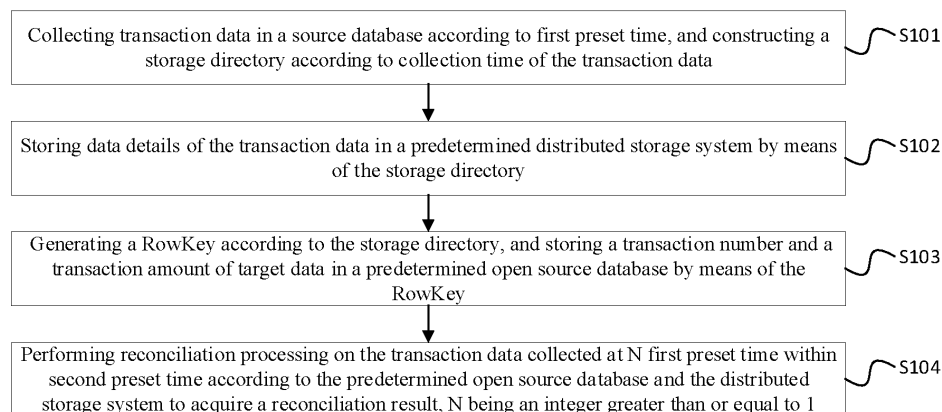 Collecting transaction data in a source database according to first preset time, and constructing a
storage directory according to collection time of the transaction data
S101
Storing data details of the transaction data in a predetermined distributed storage system by means
of the storage directory
S102
Generating a RowKey according to the storage directory, and storing a transaction number and a
transaction amount of target data in a predetermined open source database by means of the
RowKey
S103
Performing reconciliation processing on the transaction data collected at N first preset time within
second preset time according to the predetermined open source database and the distributed
storage system to acquire a reconciliation result, N being an integer greater than or equal to 1
S104